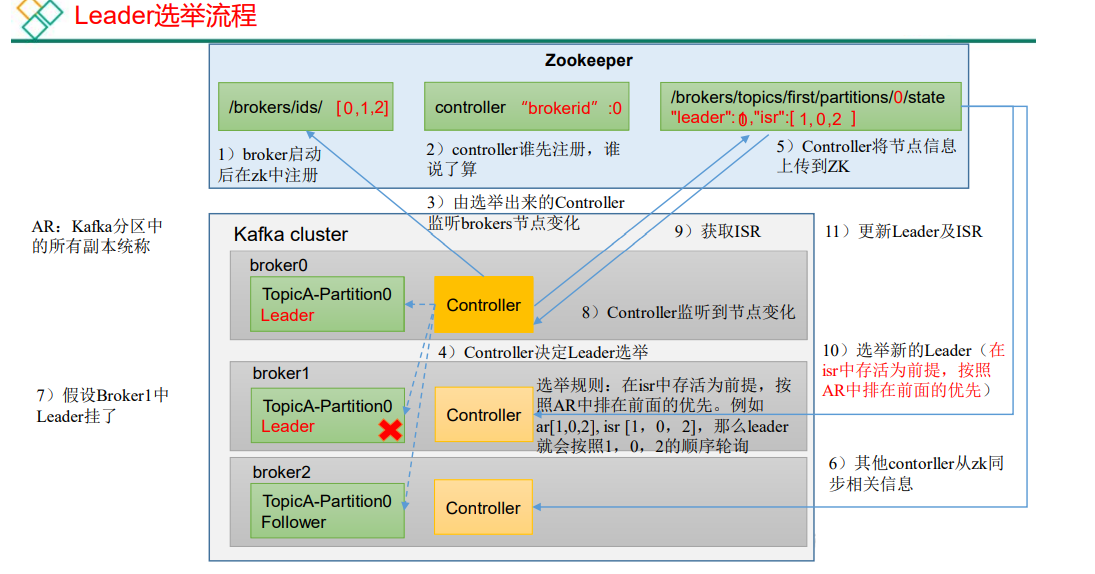 Leader选举流程
Zookeeper
/brokers/ids/ [0,1,2]
controller “brokerid”:0
/brokers/topics/first/partitions/0/state
"leader": ,"isr":[ 1,0,2 ]
1）broker启动
后在zk中注册
2）controller谁先注册，谁
说了算
5）Controller将节点信息
上传到ZK
3）由选举出来的Controller
监听brokers节点变化
AR：Kafka分区中
的所有副本统称
9）获取ISR
11）更新Leader及ISR
Kafka cluster
broker0
TopicA-Partition0
Leader
Controller
8）Controller监听到节点变化
4）Controller决定Leader选举
10）选举新的Leader（在
isr中存活为前提，按照
AR中排在前面的优先）
7）假设Broker1中
Leader挂了
broker1
TopicA-Partition0
Leader
Controller
选举规则：在isr中存活为前提，按
照AR中排在前面的优先。例如
ar[1,0,2], isr [1，0，2]，那么leader
就会按照1，0，2的顺序轮询
broker2
TopicA-Partition0
Follower
Controller
6）其他contorller从zk同
步相关信息